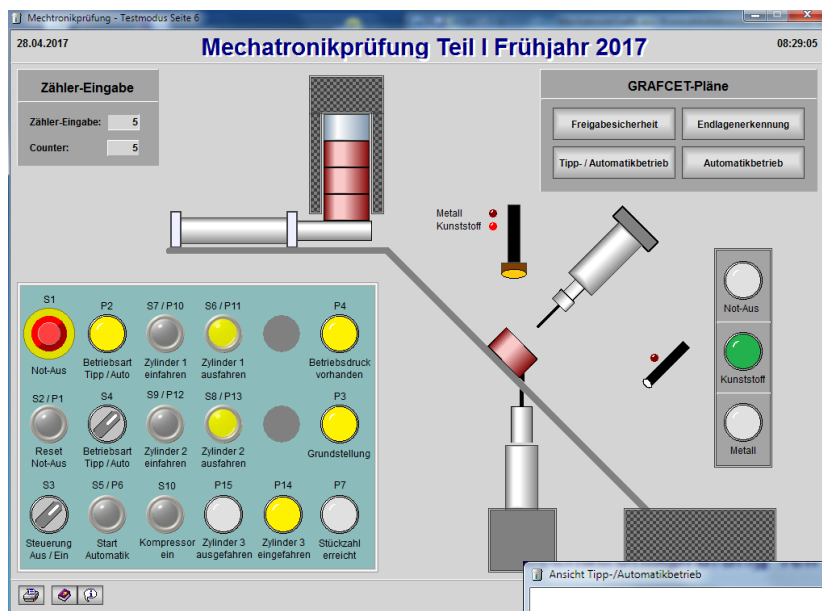 Mechtronikprüfung - Testmodus Seite 6
28.04.2017
Mechatronikprüfung Teil I Frühjahr 2017
08:29:05
Zähler-Eingabe
Zähler-Eingabe: 5
Counter: 5
GRAFCET-Pläne
Freigabesicherheit
Endlagenerkennung
Tipp- / Automatikbetrieb
Automatikbetrieb
Metall
Kunststoff
Not-Aus
Kunststoff
Metall
S1
P2
S7 / P10
S6 / P11
P4
Not-Aus
Betriebsart
Tipp / Auto
Zylinder 1
einfahren
Zylinder 1
ausfahren
Betriebsdruck
vorhanden
S2 / P1
S4
S9 / P12
S8 / P13
P3
Reset
Not-Aus
Betriebsart
Tipp / Auto
Zylinder 2
einfahren
Zylinder 2
ausfahren
Grundstellung
S3
S5 / P6
S10
P15
P14
P7
Steuerung
Aus / Ein
Start
Automatik
Kompressor
ein
Zylinder 3
ausgefahren
Zylinder 3
eingefahren
Stückzahl
erreicht
Ansicht Tipp-/Automatikbetrieb